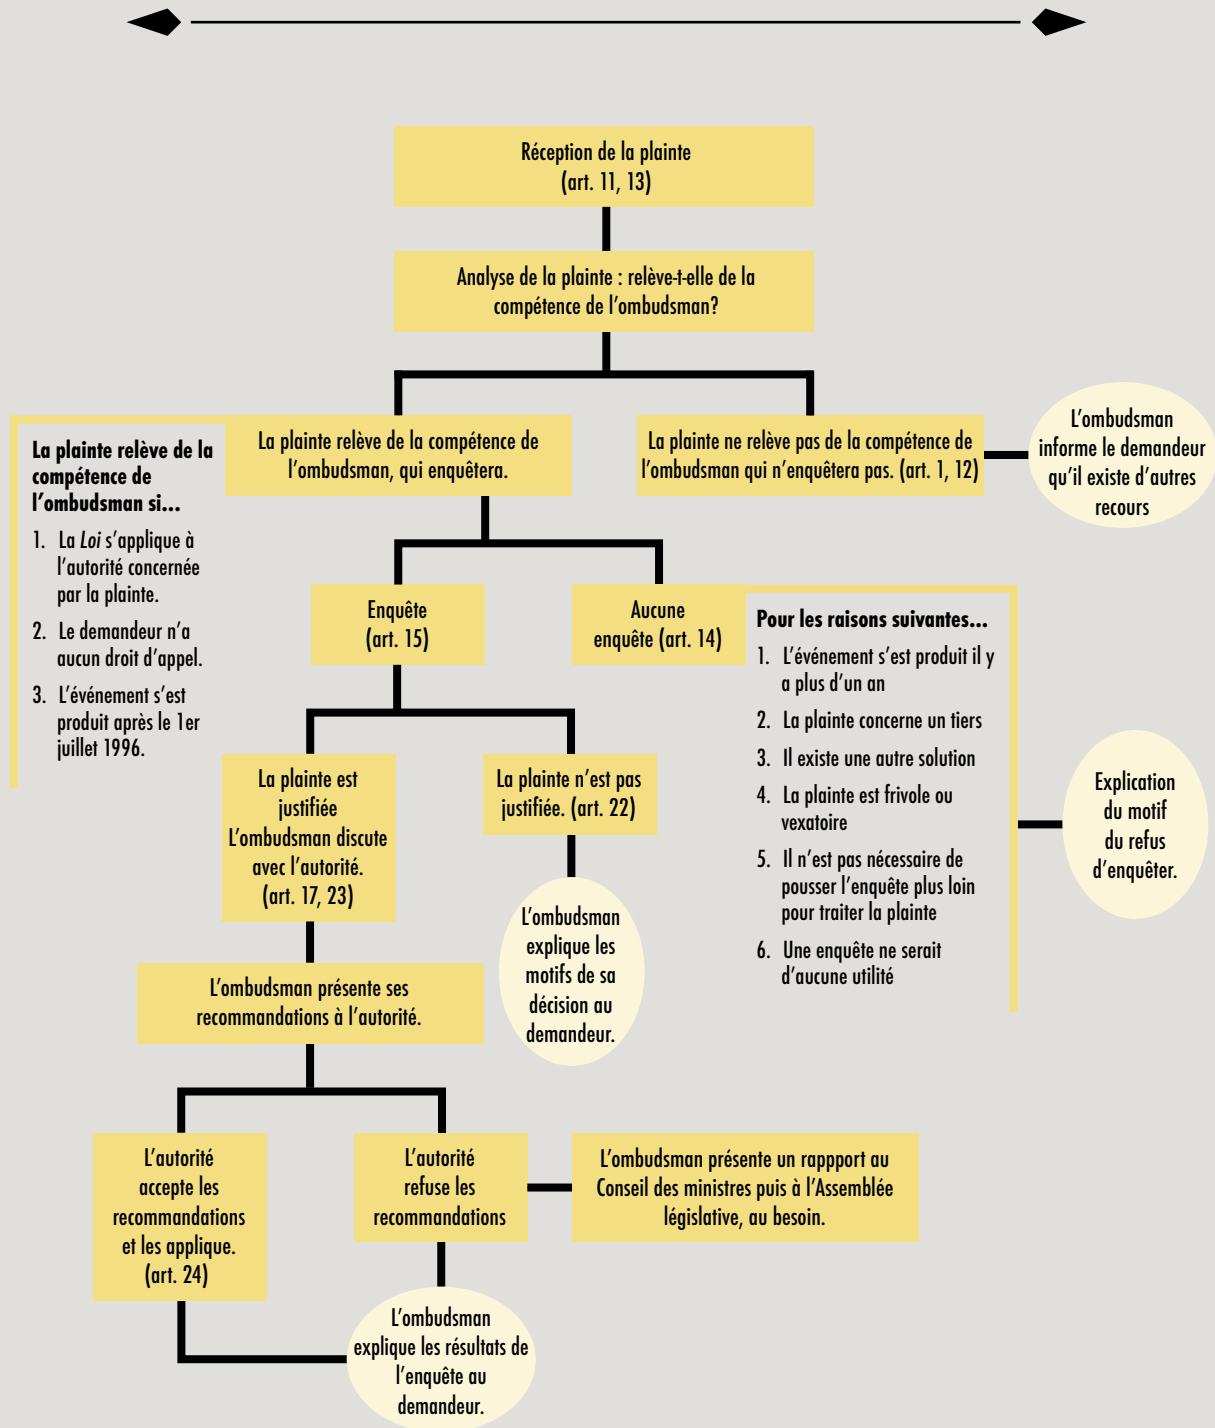 Réception de la plainte
(art. 11, 13)
Analyse de la plainte : relève-t-elle de la
compétence de l'ombudsman?
La plainte relève de la
compétence de
l'ombudsman si...
1. La Loi s'applique à
l'autorité concernée
par la plainte.
2. Le demandeur n'a
aucun droit d'appel.
3. L'événement s'est
produit après le 1er
juillet 1996.
La plainte relève de la compétence de
l'ombudsman, qui enquêtera.
La plainte ne relève pas de la compétence de
l'ombudsman qui n'enquêtera pas. (art. 1, 12)
L'ombudsman
informe le demandeur
qu'il existe d'autres
recours
Enquête
(art. 15)
Aucune
enquête (art. 14)
Pour les raisons suivantes...
1. L'événement s'est produit il y
a plus d'un an
2. La plainte concerne un tiers
3. Il existe une autre solution
4. La plainte est frivole ou
vexatoire
5. Il n'est pas nécessaire de
pousser l'enquête plus loin
pour traiter la plainte
6. Une enquête ne serait
d'aucune utilité
Explication
du motif
du refus
d'enquêter.
La plainte est
justifiée
L'ombudsman discute
avec l'autorité.
(art. 17, 23)
La plainte n'est pas
justifiée. (art. 22)
L'ombudsman
explique les
motifs de sa
décision au
demandeur.
L'ombudsman présente ses
recommandations à l'autorité.
L'autorité
accepte les
recommandations
et les applique.
(art. 24)
L'autorité
refuse les
recommandations
L'ombudsman présente un rappport au
Conseil des ministres puis à l'Assemblée
législative, au besoin.
L'ombudsman
explique les résultats de
l'enquête au
demandeur.